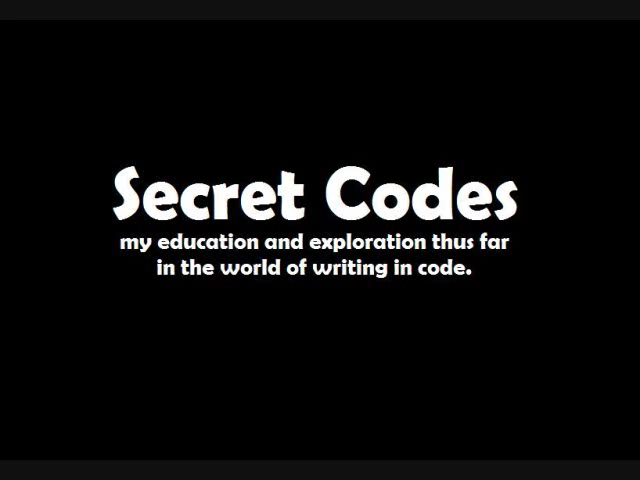 Secret Codes
my education and exploration thus far
in the world of writing in code.